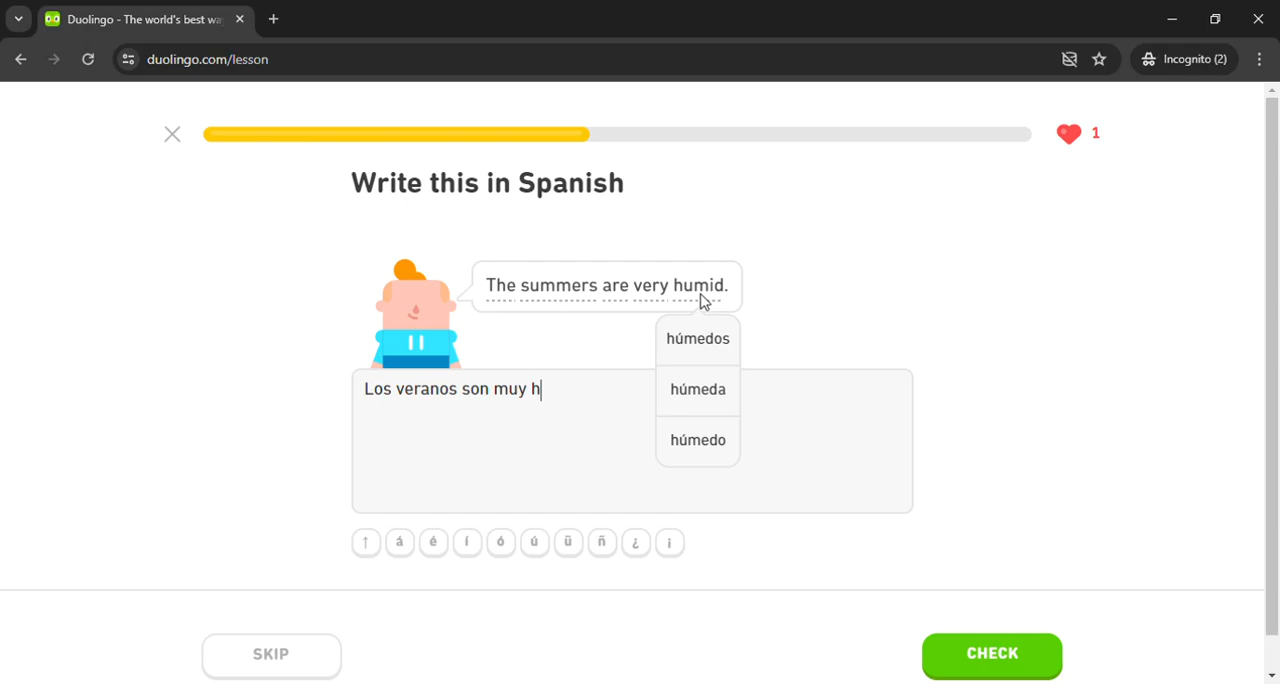 Duolingo - The world's best wa
duolingo.com/lesson
Incognito (2)
1
Write this in Spanish
The summers are very humid.
húmedos
húmeda
húmedo
Los veranos son muy h
↑ á é í ó ú ü ñ ¿ ¡
SKIP
CHECK